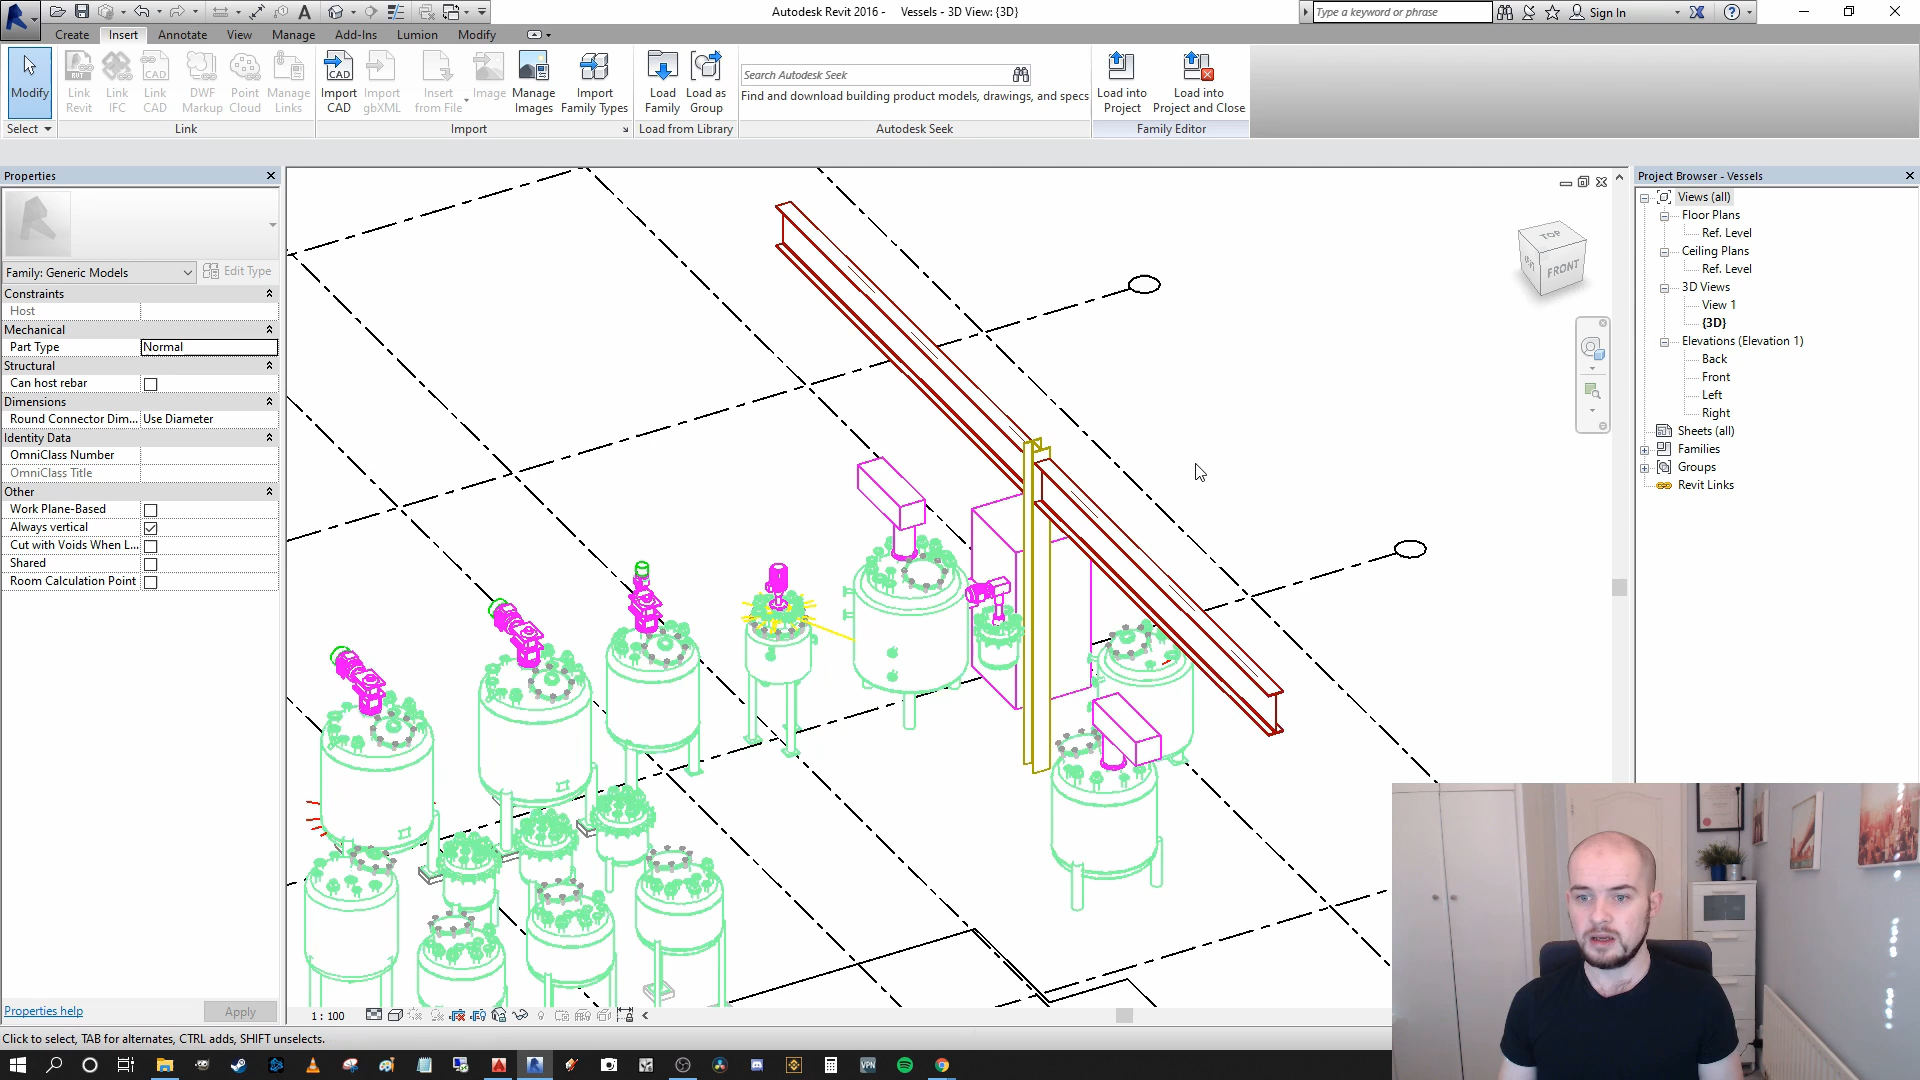 Autodesk Revit 2016 -     Vessels - 3D View: {3D}
Type a keyword or phrase
Sign In
Create
Insert
Annotate
View
Manage
Add-Ins
Lumion
Modify
Modify
Link
Revit
Link
IFC
Link
CAD
DWF
Markup
Point
Cloud
Manage
Links
Import
CAD
Import
gbXML
Insert
from File
Image
Manage
Images
Import
Family Types
Load
Family
Load as
Group
Search Autodesk Seek
Find and download building product models, drawings, and specs
Load into
Project
Load into
Project and Close
Select
Link
Import
Load from Library
Autodesk Seek
Family Editor
Properties
Family: Generic Models
Edit Type
Constraints
Host
Mechanical
Part Type
Normal
Structural
Can host rebar
Dimensions
Round Connector Dim...
Use Diameter
Identity Data
OmniClass Number
OmniClass Title
Other
Work Plane-Based
Always vertical
Cut with Voids When L...
Shared
Room Calculation Point
Properties help
Apply
TOP
FRONT
Project Browser - Vessels
Views (all)
Floor Plans
Ref. Level
Ceiling Plans
Ref. Level
3D Views
View 1
{3D}
Elevations (Elevation 1)
Back
Front
Left
Right
Sheets (all)
Families
Groups
Revit Links
1 : 100
Click to select, TAB for alternates, CTRL adds, SHIFT unselects.
VPN